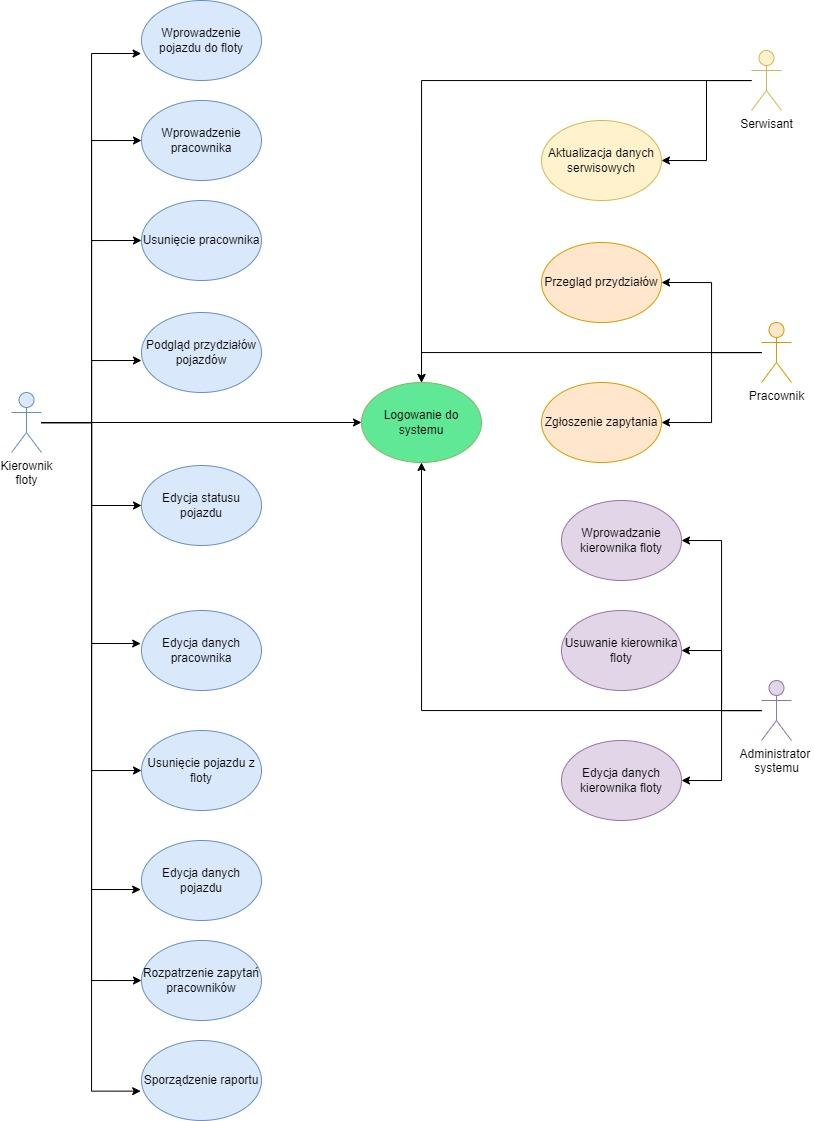 Wprowadzenie
pojazdu do floty
Wprowadzenie
pracownika
Usunięcie pracownika
Podgląd przydziałów
pojazdów
Kierownik
floty
Edycja statusu
pojazdu
Edycja danych
pracownika
Usunięcie pojazdu z
floty
Edycja danych
pojazdu
Rozpatrzenie zapytań
pracowników
Sporządzenie raportu
Logowanie do
systemu
Serwisant
Aktualizacja danych
serwisowych
Przegląd przydziałów
Pracownik
Zgłoszenie zapytania
Wprowadzanie
kierownika floty
Usuwanie kierownika
floty
Administrator
systemu
Edycja danych
kierownika floty